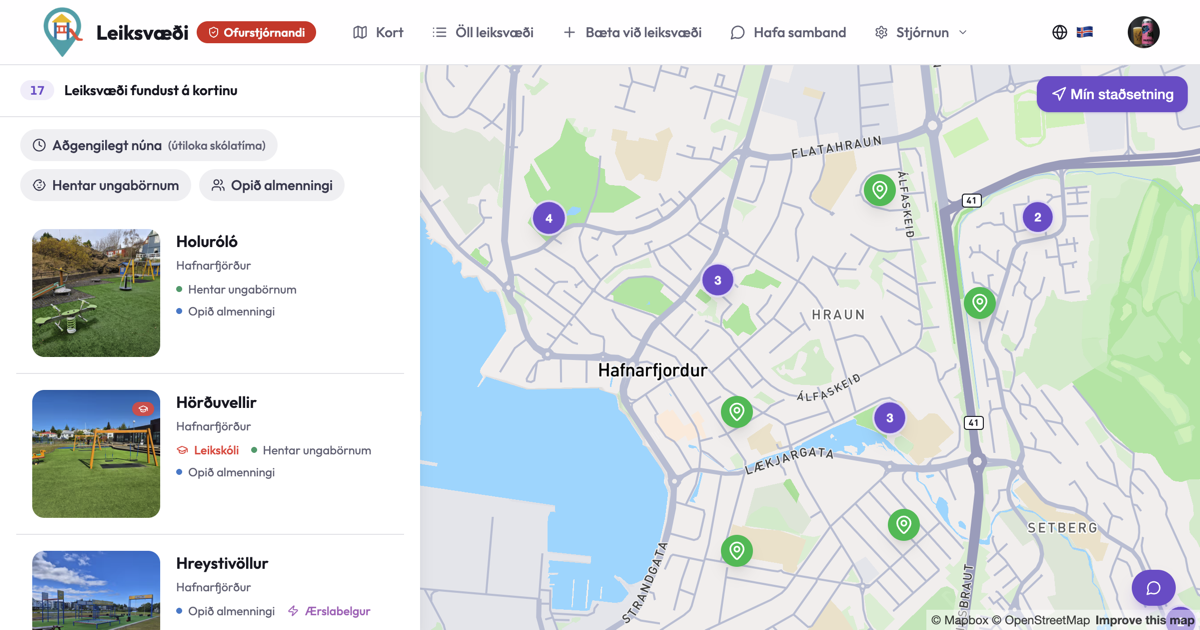 Leiksvæði
Ofurstjórnandi
Kort
Öll leiksvæði
Bæta við leiksvæði
Hafa samband
Stjórnun
17 Leiksvæði fundust á kortinu
Aðgengilegt núna (útiloka skólatíma)
Hentar ungabörnum
Opið almenningi
Holuróló
Hafnarfjörður
Hentar ungabörnum
Opið almenningi
Hörðuvellir
Hafnarfjörður
Leikskóli
Hentar ungabörnum
Opið almenningi
Hreystivöllur
Hafnarfjörður
Opið almenningi
Ærslabelgur
Mín staðsetning
FLATAHRAUN
ÁLFASKEIÐ
41
4
2
3
HRAUN
Hafnarfjordur
ÁLFASKEIÐ
3
41
LÆKJARGATA
SETBERG
STRANDGATA
SBRAUT
© Mapbox © OpenStreetMap Improve this map